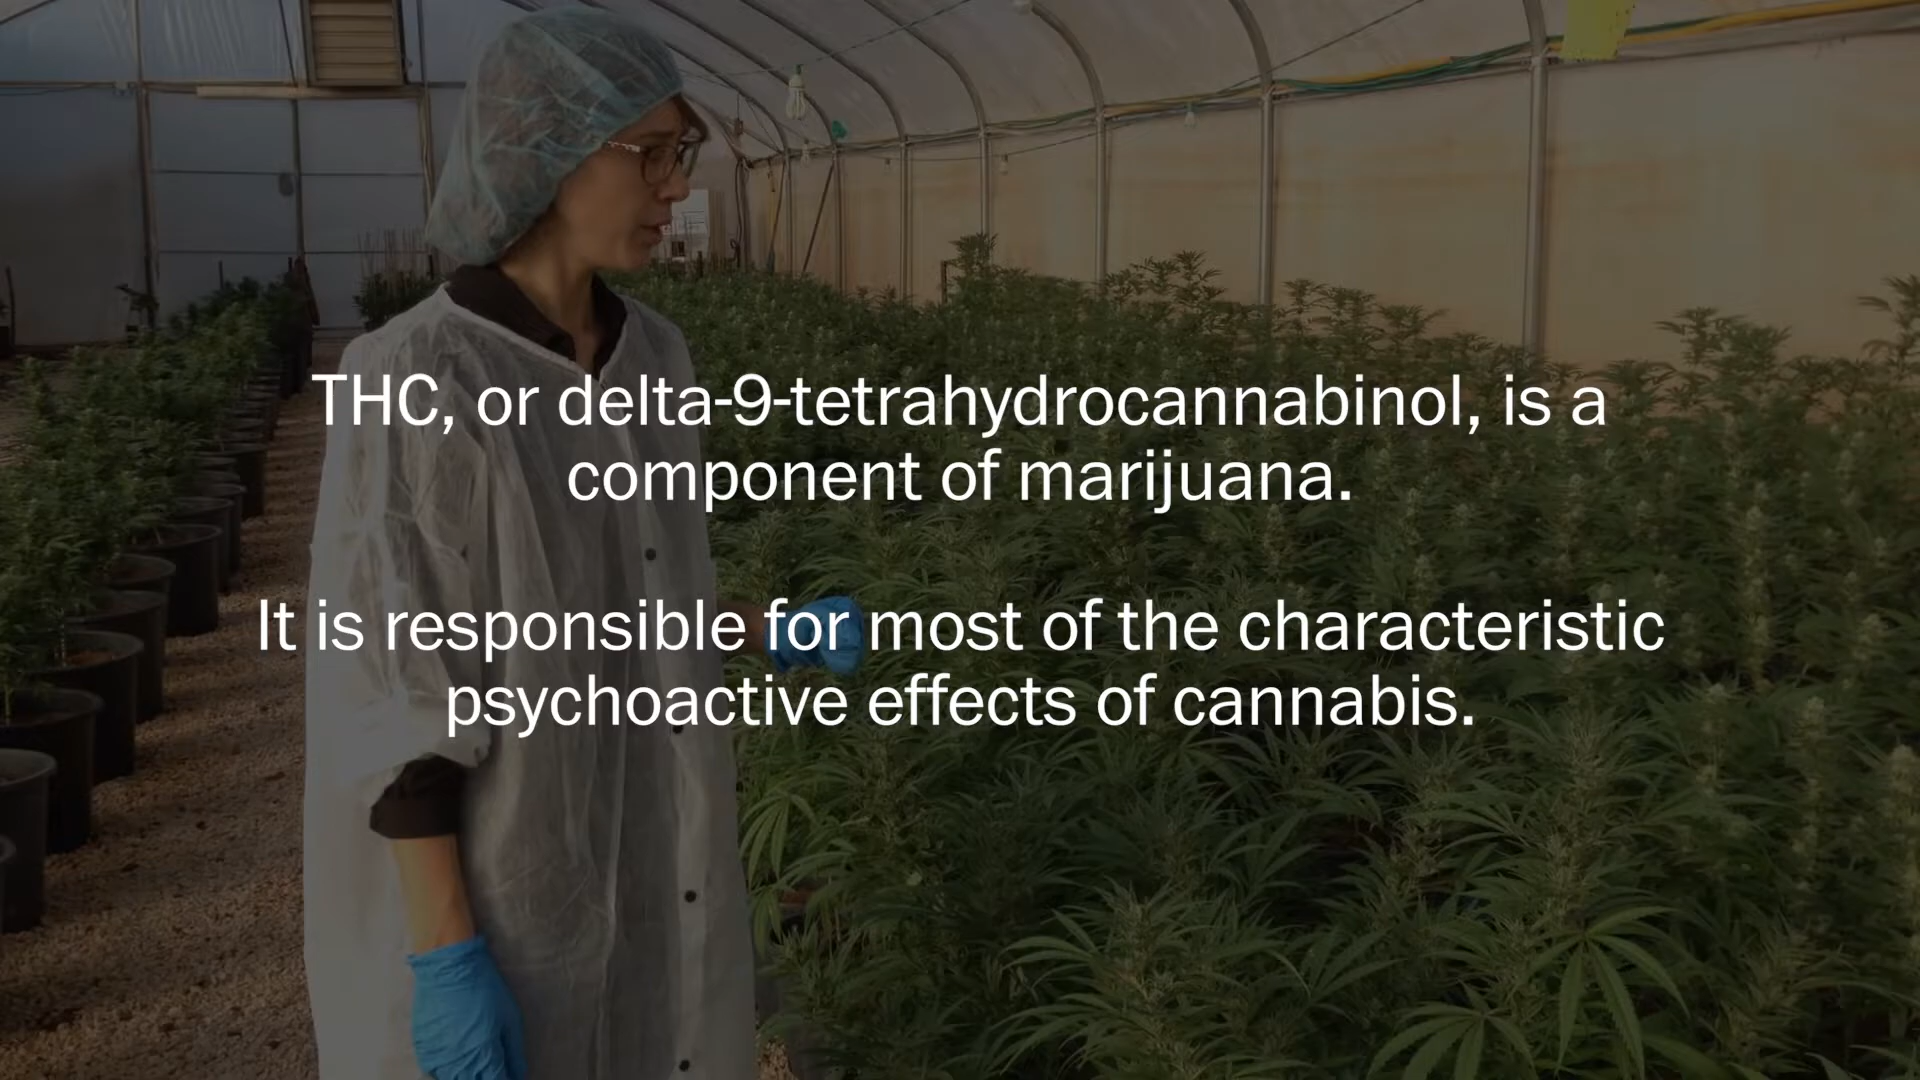 THC, or delta-9-tetrahydrocannabinol, is a
component of marijuana.
It is responsible for most of the characteristic
psychoactive effects of cannabis.